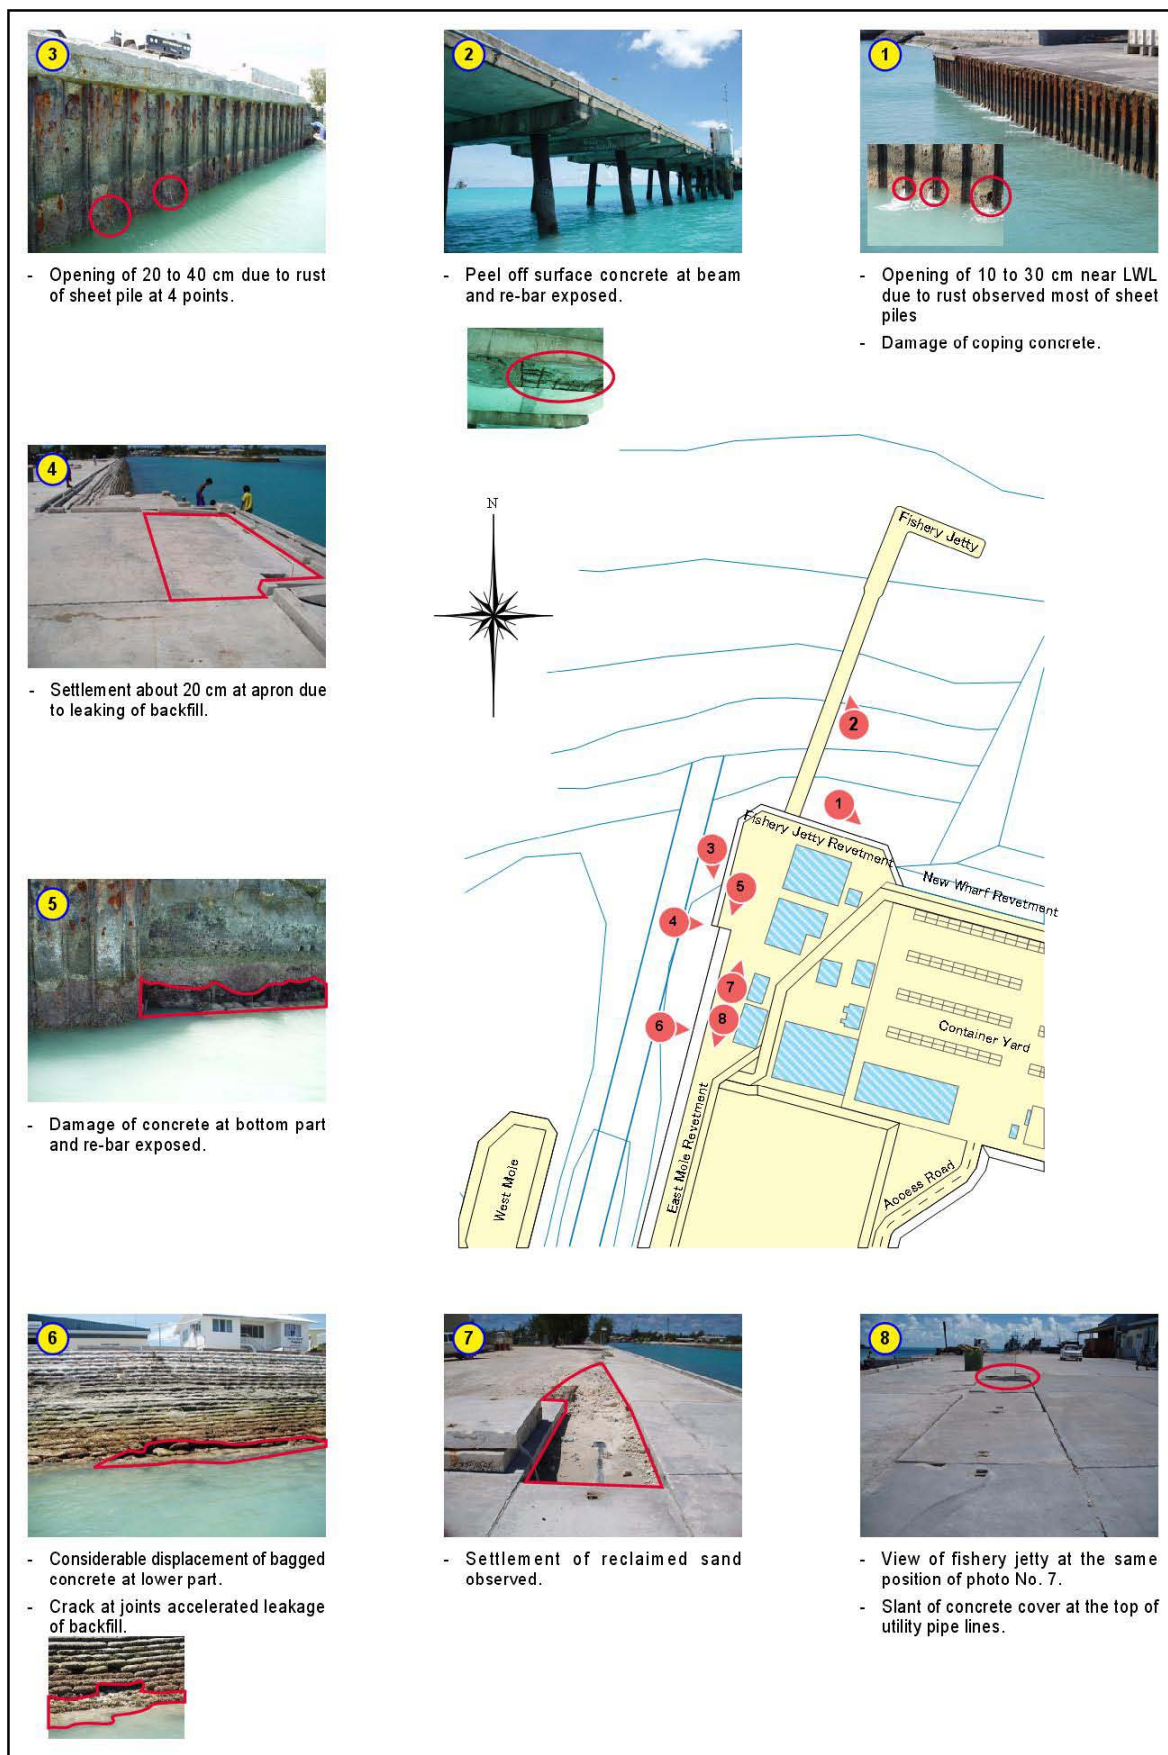 3
2
1
- Opening of 20 to 40 cm due to rust
of sheet pile at 4 points.
- Peel off surface concrete at beam
and re-bar exposed.
- Opening of 10 to 30 cm near LWL
due to rust observed most of sheet
piles
- Damage of coping concrete.
4
- Settlement about 20 cm at apron due
to leaking of backfill.
N
Fishery Jetty
2
1
Fishery Jetty Revetment
3
5
New Wharf Revetment
4
7
8
6
Container Yard
East Mole Revetment
West Mole
Access Road
5
- Damage of concrete at bottom part
and re-bar exposed.
6
- Considerable displacement of bagged
concrete at lower part.
- Crack at joints accelerated leakage
of backfill.
7
- Settlement of reclaimed sand
observed.
8
- View of fishery jetty at the same
position of photo No. 7.
- Slant of concrete cover at the top of
utility pipe lines.